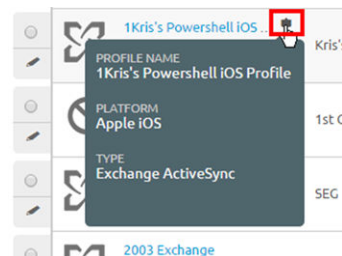 1Kris's Powershell iOS ...
Kris's
PROFILE NAME
1Kris's Powershell iOS Profile
PLATFORM
Apple iOS
1st
TYPE
Exchange ActiveSync
SEG
2003 Exchange